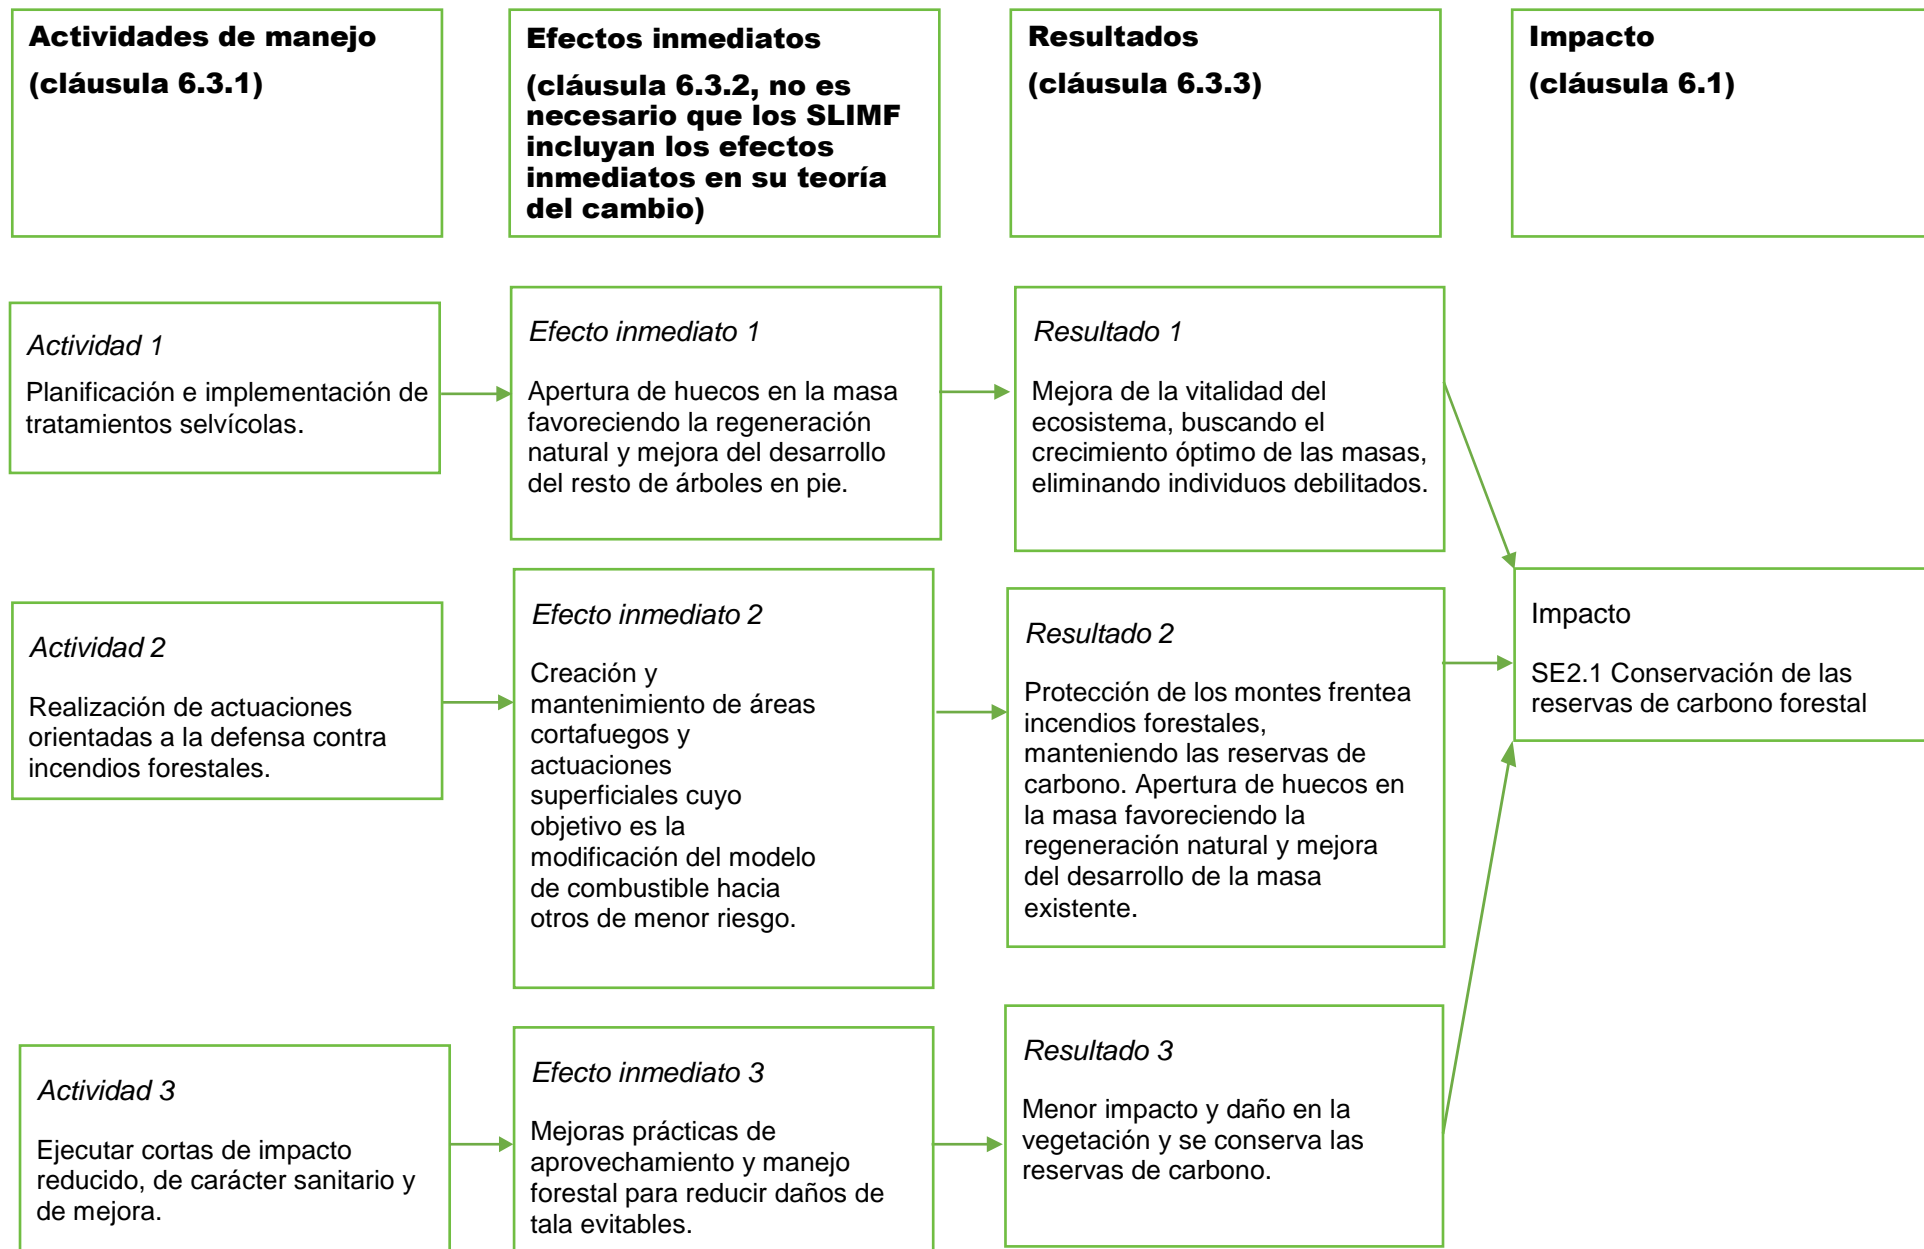 Actividades de manejo
(cláusula 6.3.1)
Efectos inmediatos
(cláusula 6.3.2, no es
necesario que los SLIMF
incluyan los efectos
inmediatos en su teoría
del cambio)
Resultados
(cláusula 6.3.3)
Impacto
(cláusula 6.1)
Actividad 1
Planificación e implementación de
tratamientos selvícolas.
Efecto inmediato 1
Apertura de huecos en la masa
favoreciendo la regeneración
natural y mejora del desarrollo
del resto de árboles en pie.
Resultado 1
Mejora de la vitalidad del
ecosistema, buscando el
crecimiento óptimo de las masas,
eliminando individuos debilitados.
Actividad 2
Realización de actuaciones
orientadas a la defensa contra
incendios forestales.
Efecto inmediato 2
Creación y
mantenimiento de áreas
cortafuegos y
actuaciones
superficiales cuyo
objetivo es la
modificación del modelo
de combustible hacia
otros de menor riesgo.
Resultado 2
Protección de los montes frentea
incendios forestales,
manteniendo las reservas de
carbono. Apertura de huecos en
la masa favoreciendo la
regeneración natural y mejora
del desarrollo de la masa
existente.
Impacto
SE2.1 Conservación de las
reservas de carbono forestal
Actividad 3
Ejecutar cortas de impacto
reducido, de carácter sanitario y
de mejora.
Efecto inmediato 3
Mejoras prácticas de
aprovechamiento y manejo
forestal para reducir daños de
tala evitables.
Resultado 3
Menor impacto y daño en la
vegetación y se conserva las
reservas de carbono.